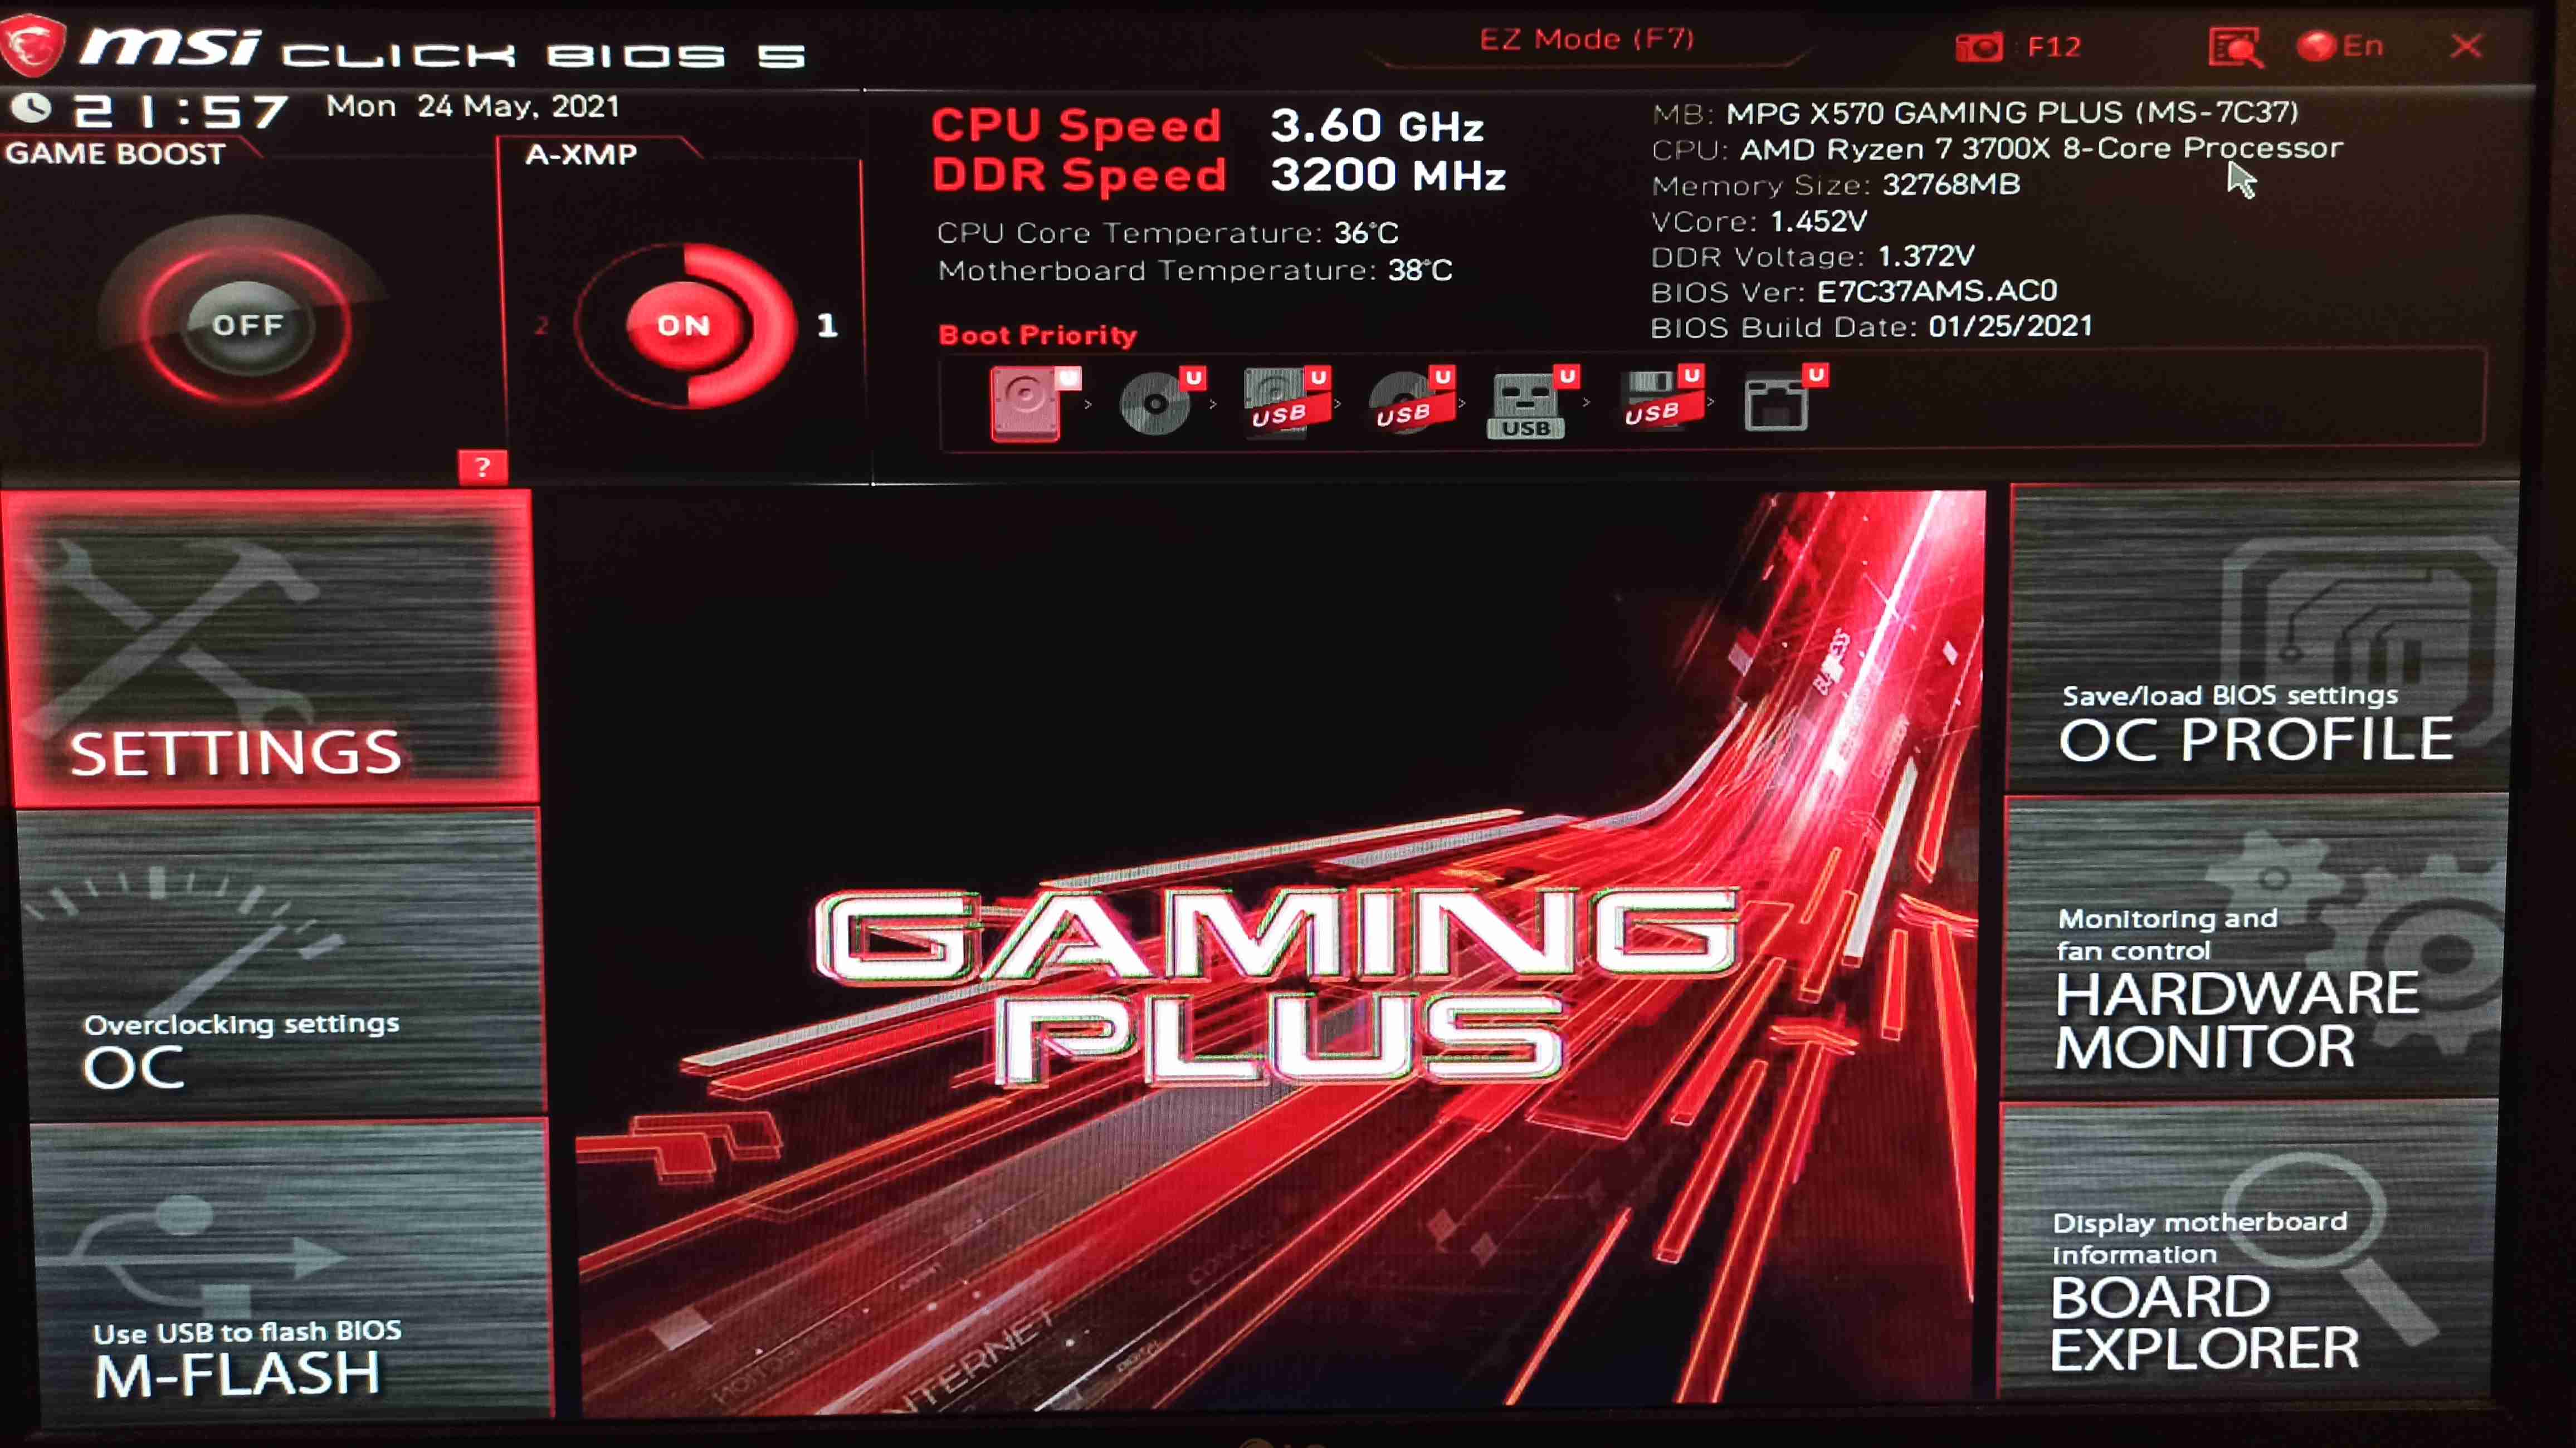 msi CLICK BIOS 5
EZ Mode (F7)
: F12
En
X
21:57 Mon 24 May, 2021
GAME BOOST
A-XMP
OFF
2
ON
1
?
CPU Speed 3.60 GHz
DDR Speed 3200 MHz
CPU Core Temperature: 36°C
Motherboard Temperature: 38°C
MB: MPG X570 GAMING PLUS (MS-7C37)
CPU: AMD Ryzen 7 3700X 8-Core Processor
Memory Size: 32768MB
VCore: 1.452V
DDR Voltage: 1.372V
BIOS Ver: E7C37AMS.AC0
BIOS Build Date: 01/25/2021
Boot Priority
U U U U U U U
USB USB USB USB
SETTINGS
Overclocking settings
OC
Use USB to flash BIOS
M-FLASH
GAMING
PLUS
Save/load BIOS settings
OC PROFILE
Monitoring and
fan control
HARDWARE
MONITOR
Display motherboard
information
BOARD
EXPLORER